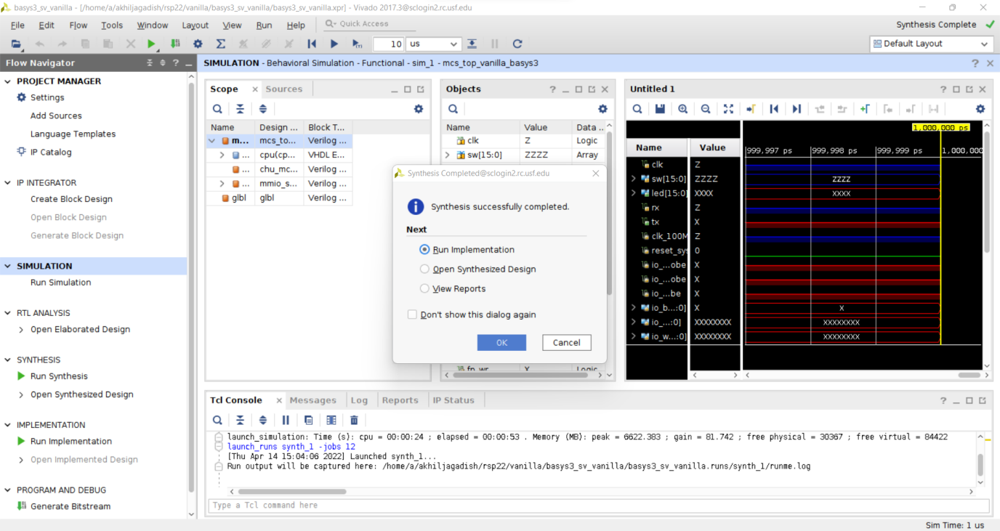 basys3_sv_vanilla - [/home/a/akhiljagadish/rsp22/vanilla/basys3_sv_vanilla/basys3_sv_vanilla.xpr] - Vivado 2017.3@sclogin2.rc.usf.edu
File Edit Flow Tools Window Layout View Run Help Quick Access Synthesis Complete
10 us Default Layout
Flow Navigator
PROJECT MANAGER
Settings
Add Sources
Language Templates
IP Catalog
IP INTEGRATOR
Create Block Design
Open Block Design
Generate Block Design
SIMULATION
Run Simulation
RTL ANALYSIS
Open Elaborated Design
SYNTHESIS
Run Synthesis
Open Synthesized Design
IMPLEMENTATION
Run Implementation
Open Implemented Design
PROGRAM AND DEBUG
Generate Bitstream
SIMULATION - Behavioral Simulation - Functional - sim_1 - mcs_top_vanilla_basys3
Scope Sources
Name Design ... Block T...
m... mcs_to... Verilog ...
... cpu(cp... VHDL E...
... chu_mc... Verilog ...
... mmio_s... Verilog ...
glbl glbl Verilog ...
Objects
Name Value Data ...
clk Z Logic
sw[15:0] ZZZZ Array
fp_wr X Logic
Synthesis Completed@sclogin2.rc.usf.edu
Synthesis successfully completed.
Next
Run Implementation
Open Synthesized Design
View Reports
Don't show this dialog again
OK Cancel
Untitled 1
1,000,000 ps
Name Value
999,997 ps 999,998 ps 999,999 ps 1,000,000
clk Z
sw[15:0] ZZZZ ZZZZ
led[15:0] XXXX XXXX
rx Z
tx X
clk_100M Z
reset_sys 0
io_...obe X
io_...obe X
io_...be X
io_b...:0] X X
io_...:0] XXXXXXXX XXXXXXXX
io_w...:0] XXXXXXXX XXXXXXXX
Tcl Console Messages Log Reports IP Status
launch_simulation: Time (s): cpu = 00:00:24 ; elapsed = 00:00:53 . Memory (MB): peak = 6622.383 ; gain = 81.742 ; free physical = 30367 ; free virtual = 84422
launch_runs synth_1 -jobs 12
[Thu Apr 14 15:04:06 2022] Launched synth_1...
Run output will be captured here: /home/a/akhiljagadish/rsp22/vanilla/basys3_sv_vanilla/basys3_sv_vanilla.runs/synth_1/runme.log
Type a Tcl command here
Sim Time: 1 us